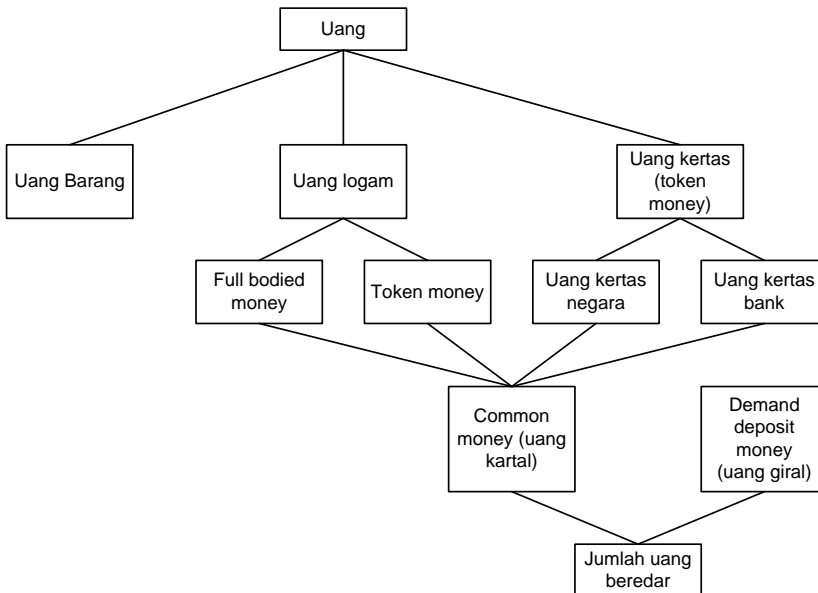 Uang
Uang Barang
Uang logam
Uang kertas
(token
money)
Full bodied
money
Token money
Uang kertas
negara
Uang kertas
bank
Common
money (uang
kartal)
Demand
deposit
money
(uang giral)
Jumlah uang
beredar